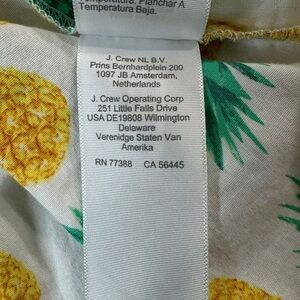 Temperatura. Planchar A
Temperatura Baja.
J. Crew NL B.V.
Prins Bernhardplein 200
1097 JB Amsterdam,
Netherlands
J. Crew Operating Corp
251 Little Falls Drive
USA DE19808 Wilmington
Delaware
Verenidge Staten Van
Amerika
RN 77388 CA 56445